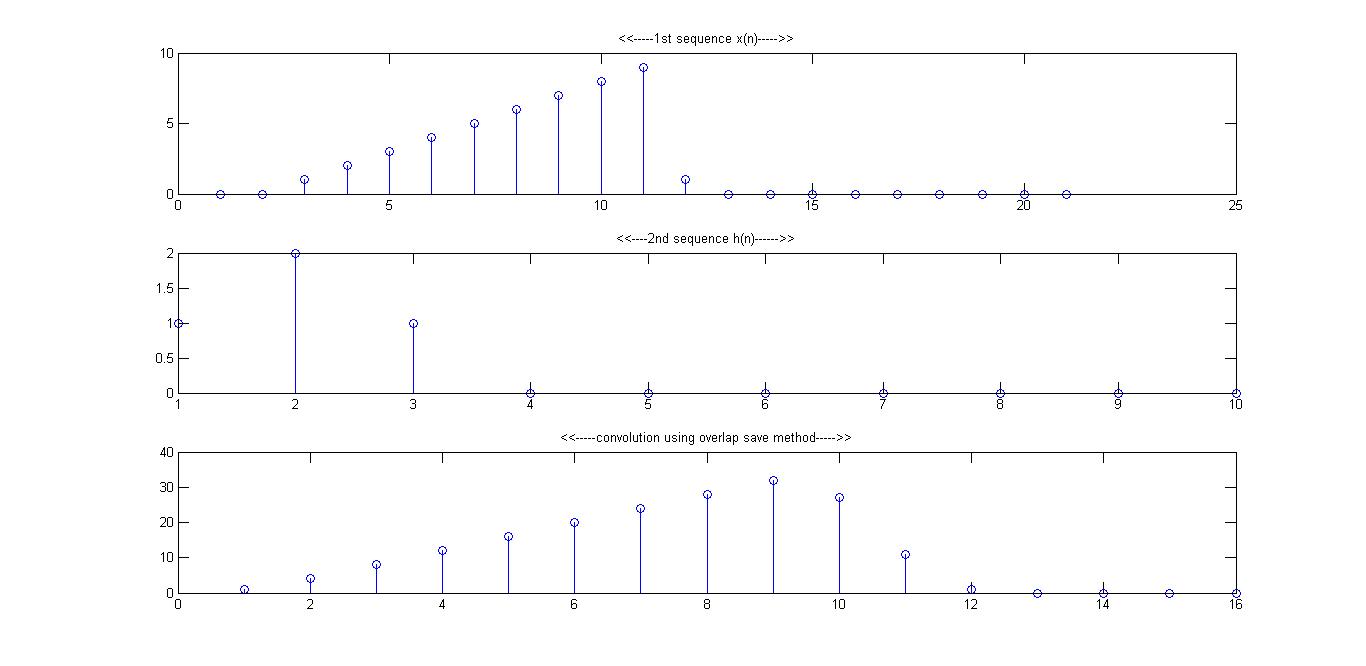 <<-----1st sequence x(n)----->>
10
5
0
0 5 10 15 20 25
<<----2nd sequence h(n)------>>
2
1.5
1
0.5
0
1 2 3 4 5 6 7 8 9 10
<<-----convolution using overlap save method----->>
40
30
20
10
0
0 2 4 6 8 10 12 14 16